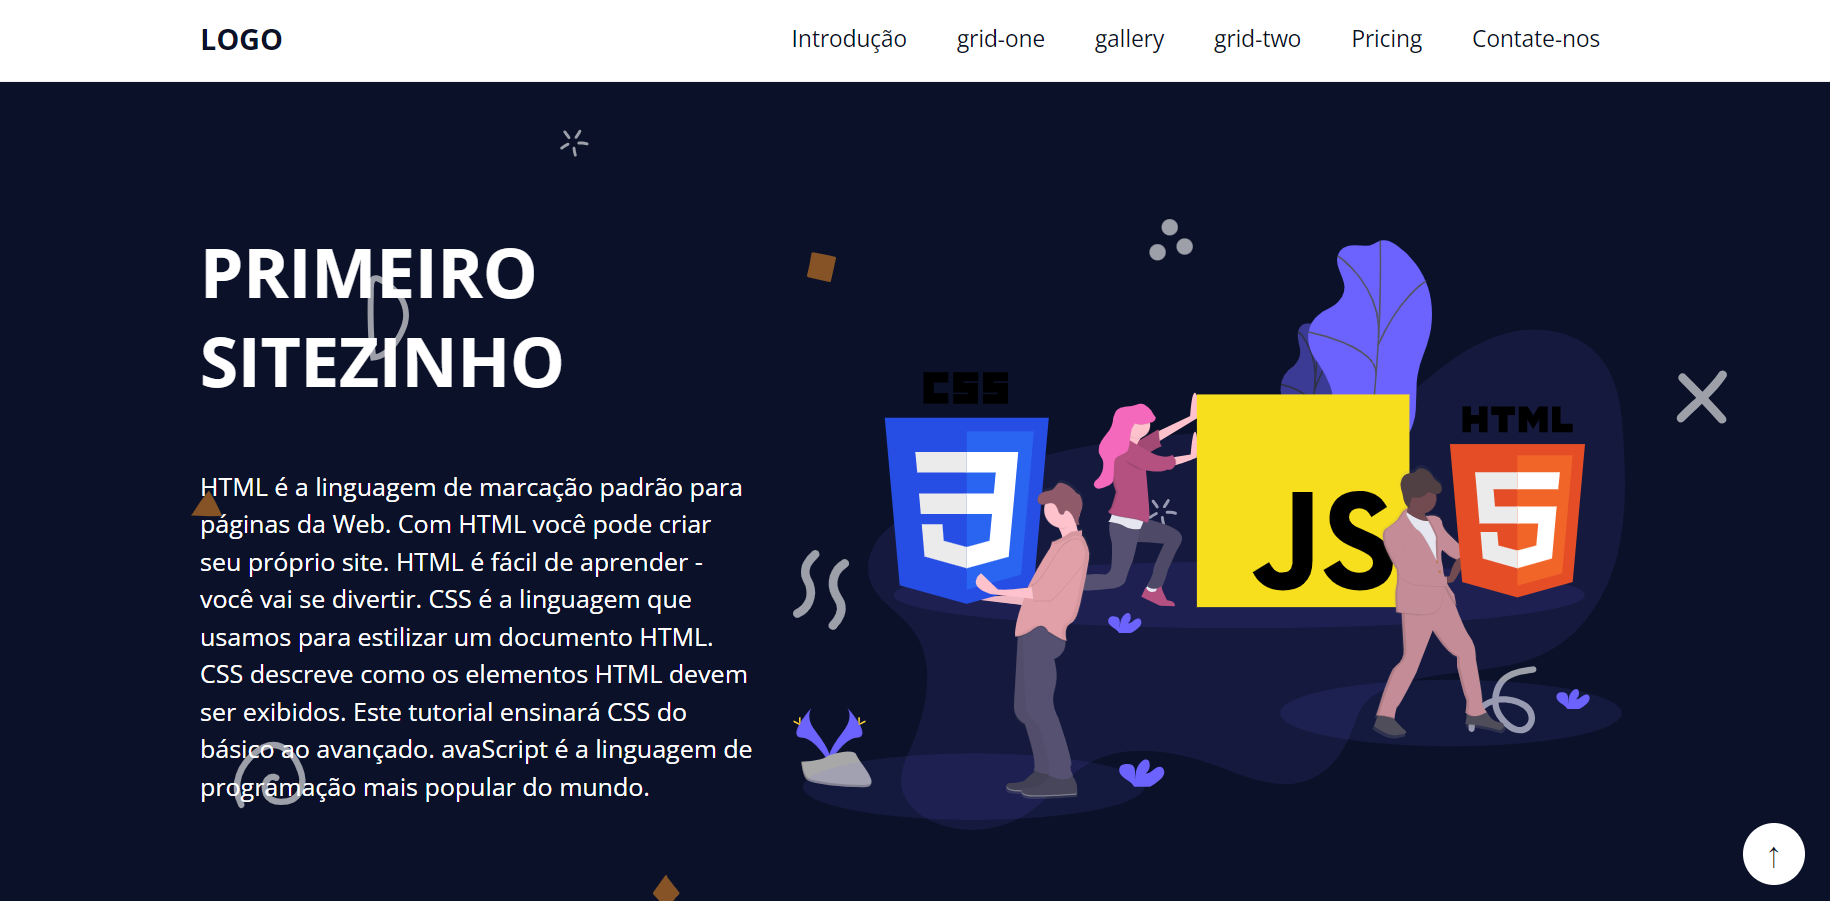 LOGO
Introdução
grid-one
gallery
grid-two
Pricing
Contate-nos
PRIMEIRO
SITEZINHO
HTML é a linguagem de marcação padrão para
páginas da Web. Com HTML você pode criar
seu próprio site. HTML é fácil de aprender -
você vai se divertir. CSS é a linguagem que
usamos para estilizar um documento HTML.
CSS descreve como os elementos HTML devem
ser exibidos. Este tutorial ensinará CSS do
básico ao avançado. avaScript é a linguagem de
programação mais popular do mundo.
CSS
3
JS
HTML
5
↑